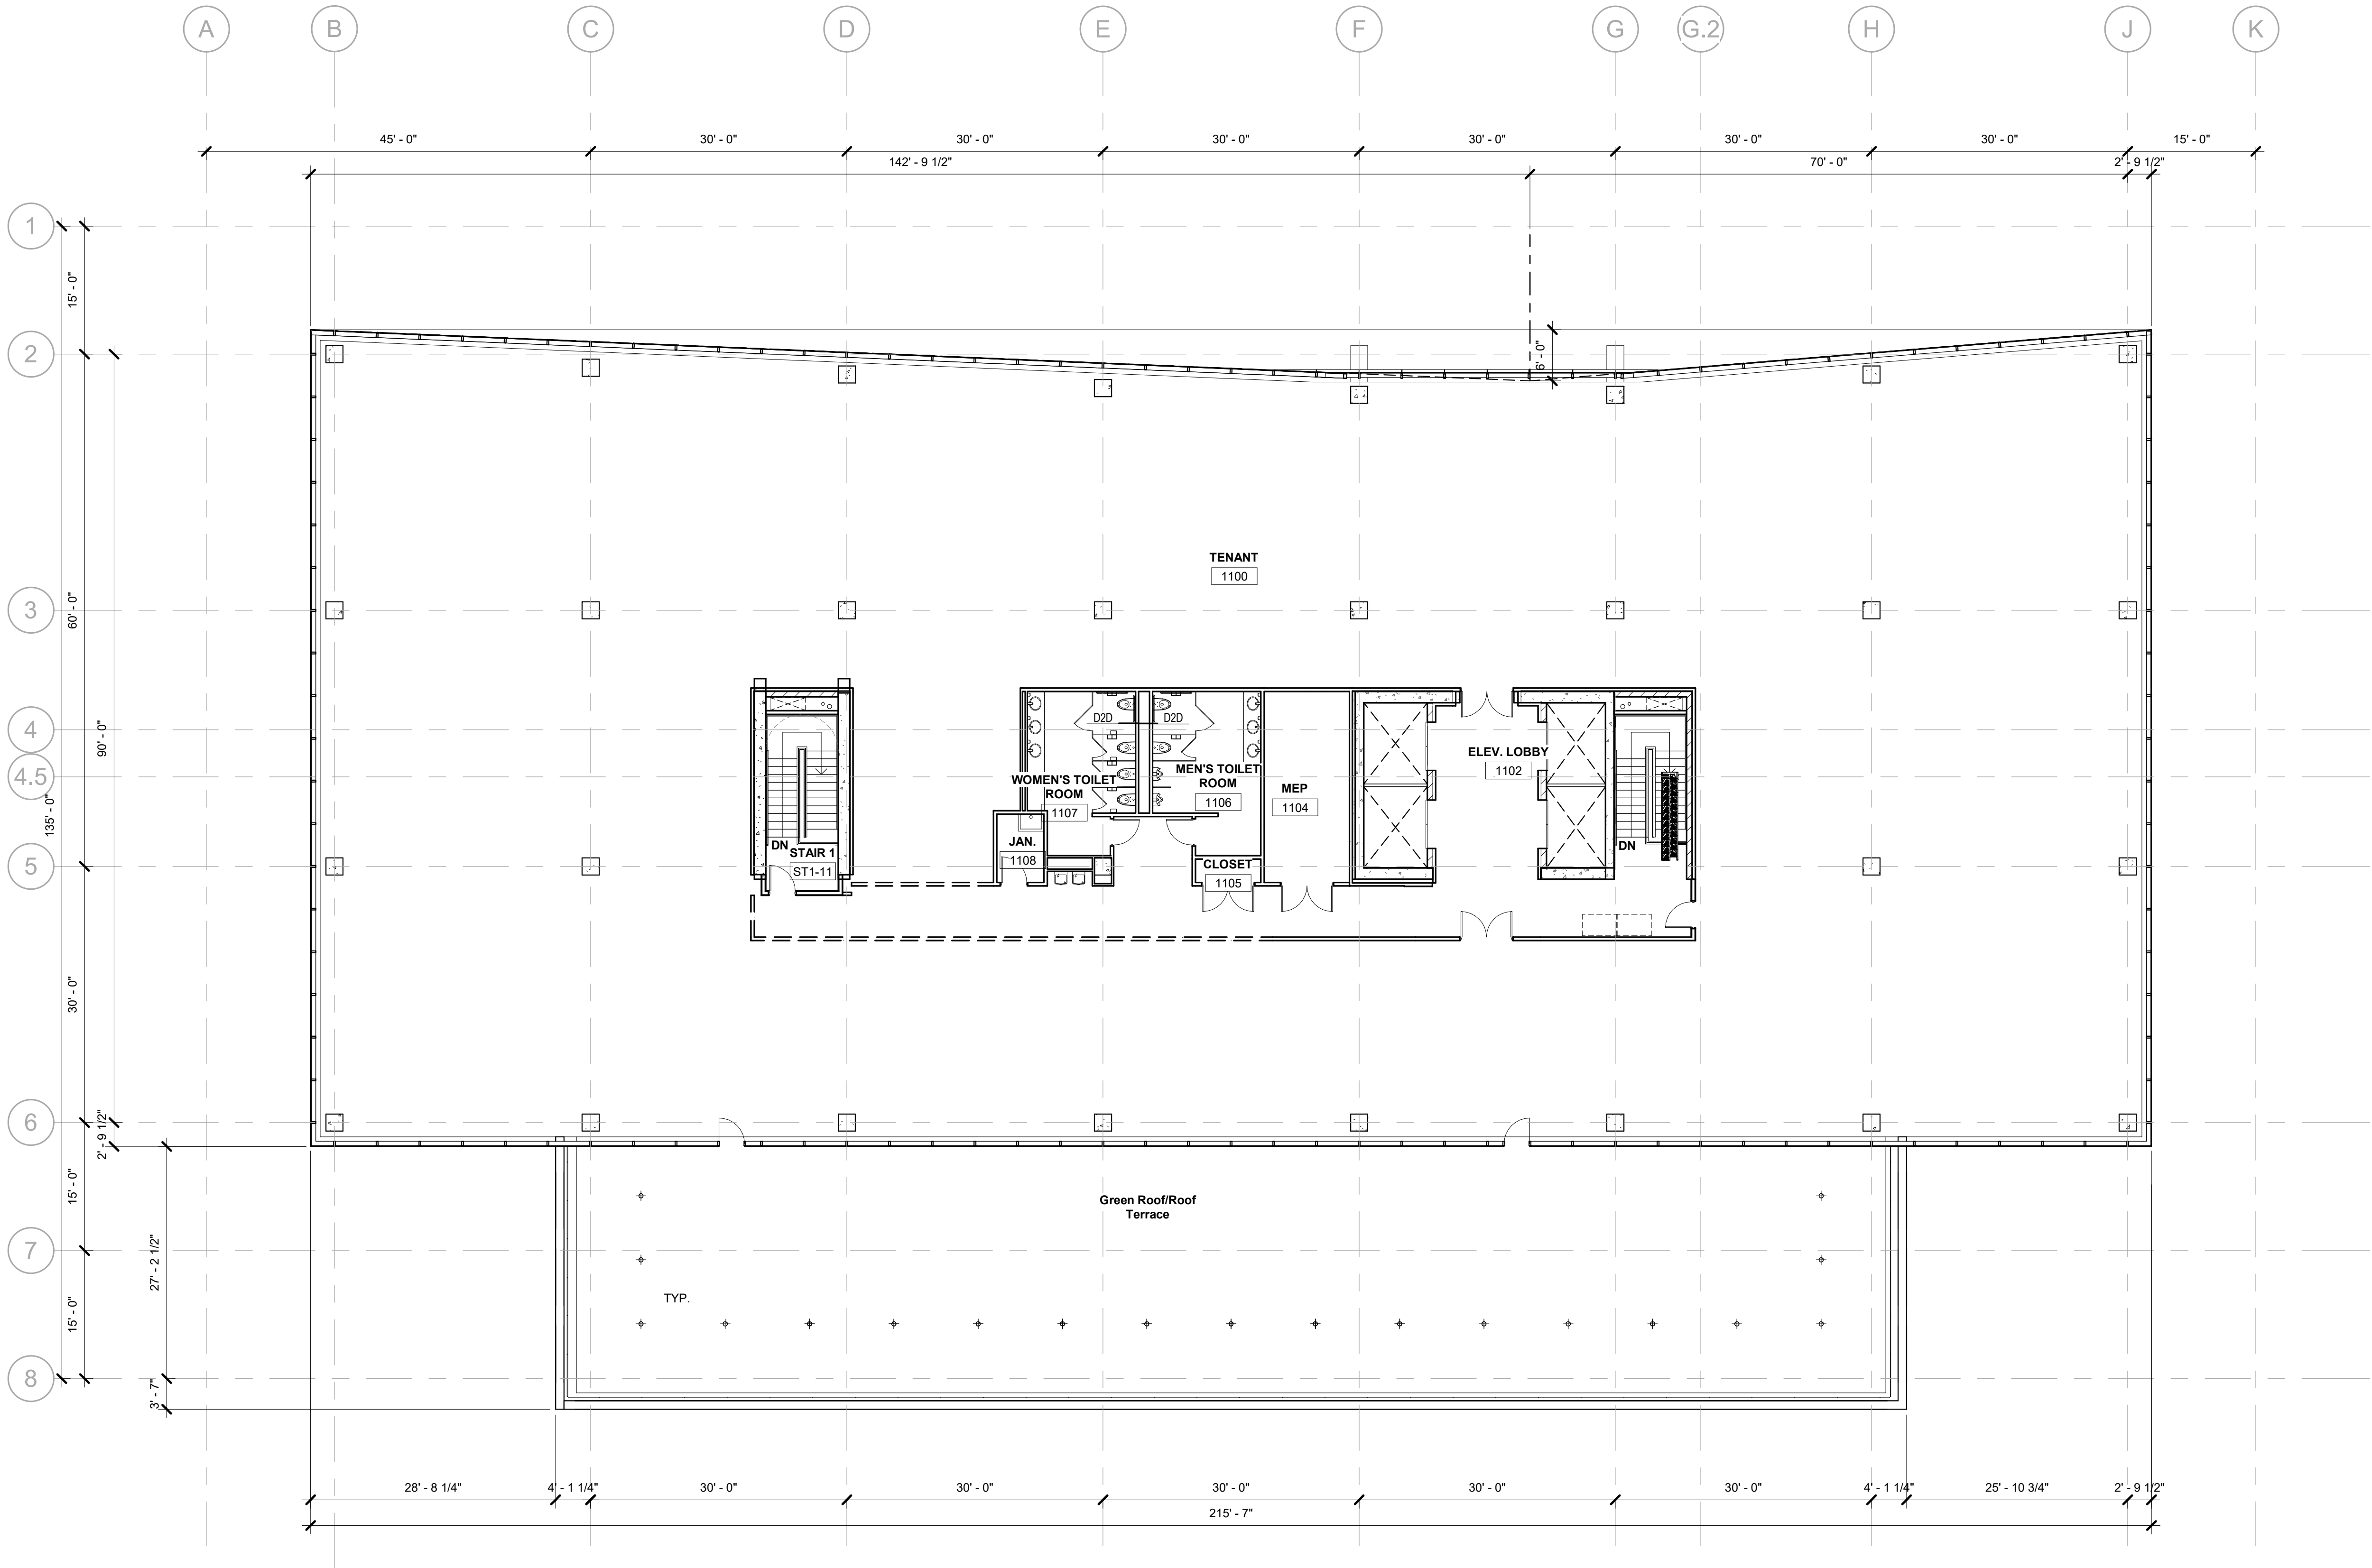 A B C D E F G G.2 H J K
45' - 0" 30' - 0" 30' - 0" 30' - 0" 30' - 0" 30' - 0" 30' - 0" 15' - 0"
142' - 9 1/2" 70' - 0" 2' - 9 1/2"
1
15' - 0"
2
6' - 0"
TENANT
1100
3
60' - 0"
90' - 0"
135' - 0"
4
4.5
5
D2D D2D
WOMEN'S TOILET
ROOM
1107
MEN'S TOILET
ROOM
1106
MEP
1104
ELEV. LOBBY
1102
DN
STAIR 1
ST1-11
JAN.
1108
CLOSET
1105
DN
30' - 0"
6
2' - 9 1/2"
15' - 0"
Green Roof/Roof
Terrace
7
27' - 2 1/2"
TYP.
15' - 0"
8
3' - 7"
28' - 8 1/4" 4' - 1 1/4" 30' - 0" 30' - 0" 30' - 0" 30' - 0" 30' - 0" 4' - 1 1/4" 25' - 10 3/4" 2' - 9 1/2"
215' - 7"